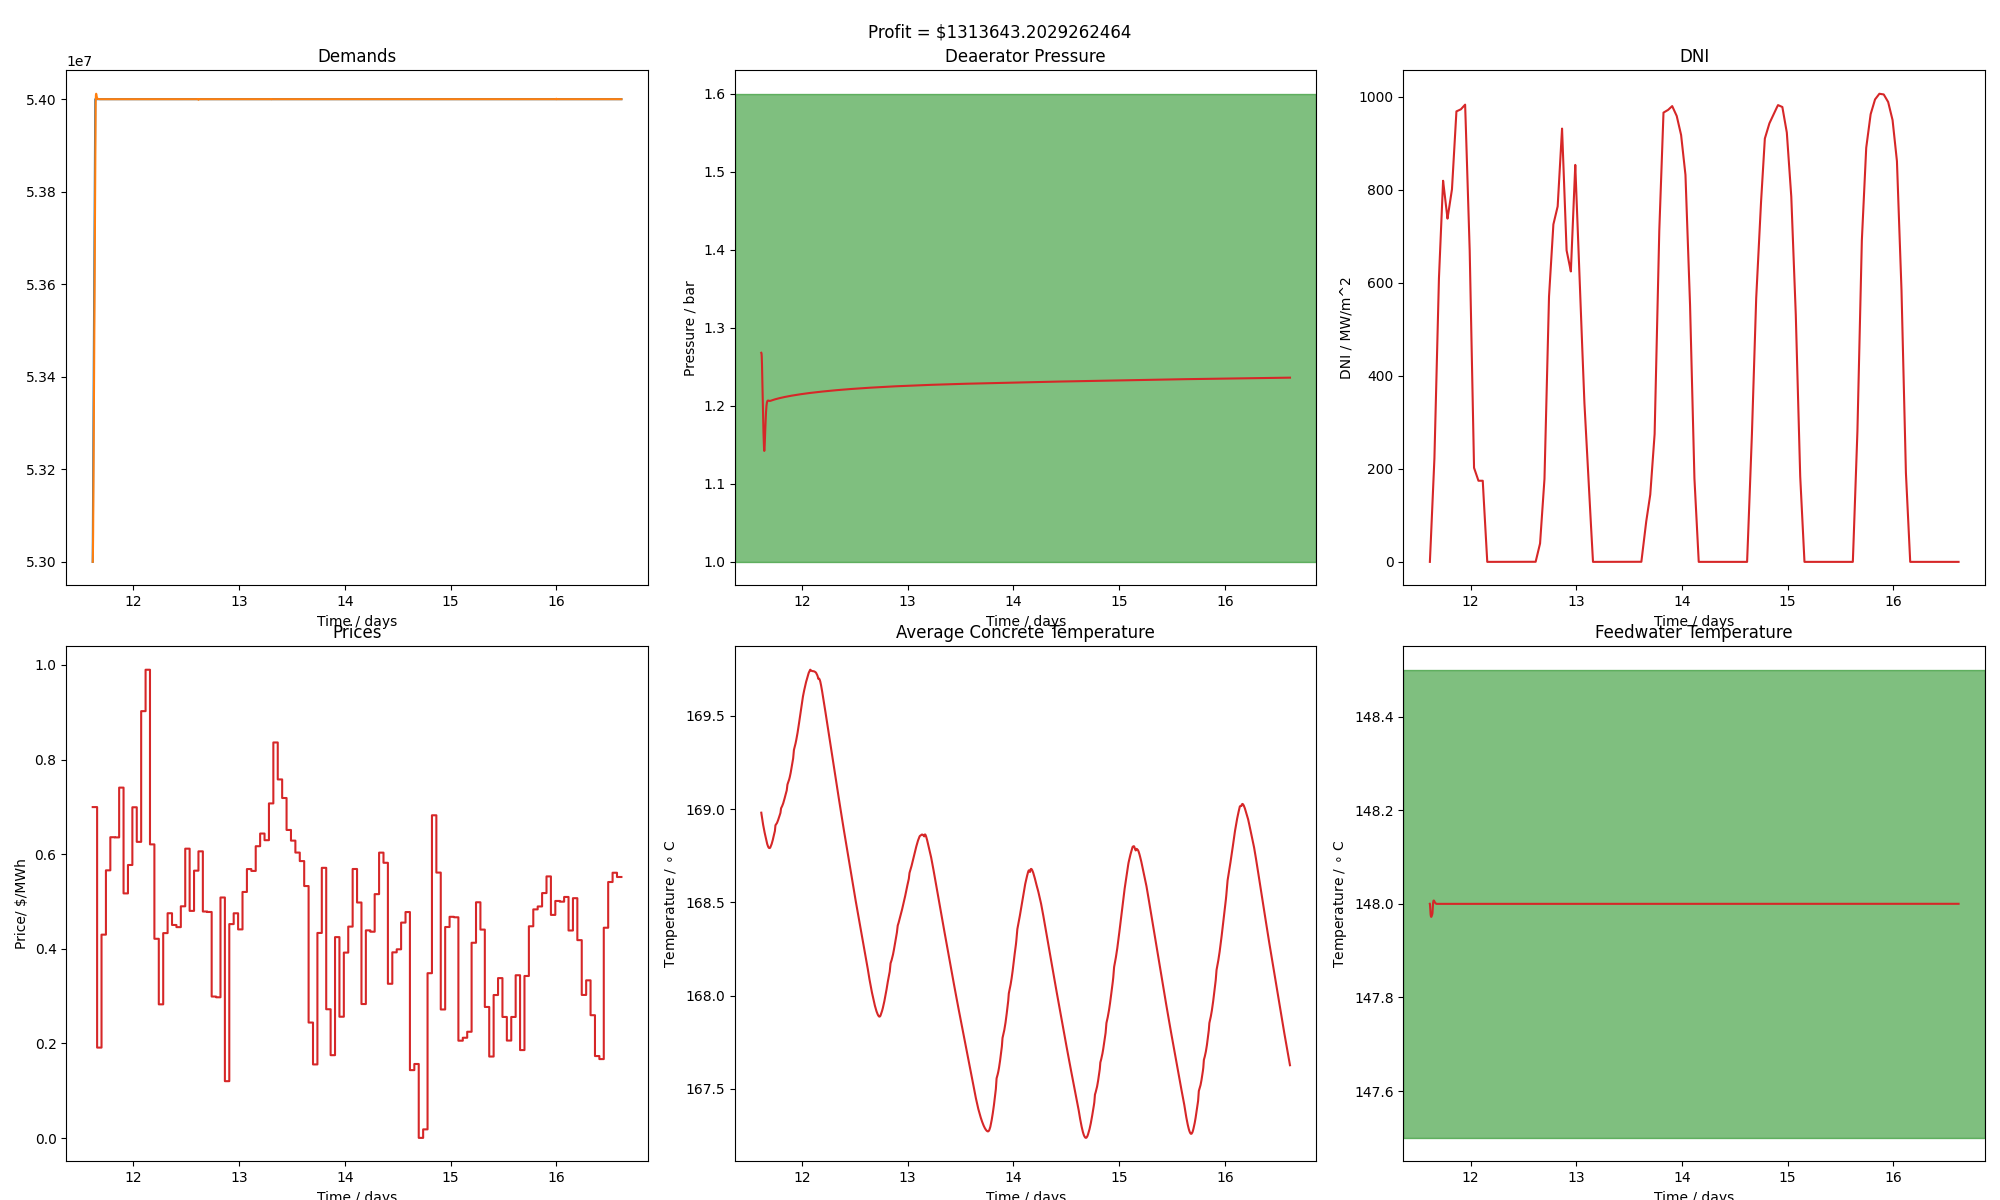 Profit = $1313643.2029262464
Demands
1e7
5.40
5.38
5.36
5.34
5.32
5.30
12 13 14 15 16
Time / days
Deaerator Pressure
Pressure / bar
1.6
1.5
1.4
1.3
1.2
1.1
1.0
12 13 14 15 16
Time / days
DNI
DNI / MW/m^2
1000
800
600
400
200
0
12 13 14 15 16
Time / days
Prices
Price/ $/MWh
1.0
0.8
0.6
0.4
0.2
0.0
12 13 14 15 16
Time / days
Average Concrete Temperature
Temperature / ∘ C
169.5
169.0
168.5
168.0
167.5
12 13 14 15 16
Time / days
Feedwater Temperature
Temperature / ∘ C
148.4
148.2
148.0
147.8
147.6
12 13 14 15 16
Time / days